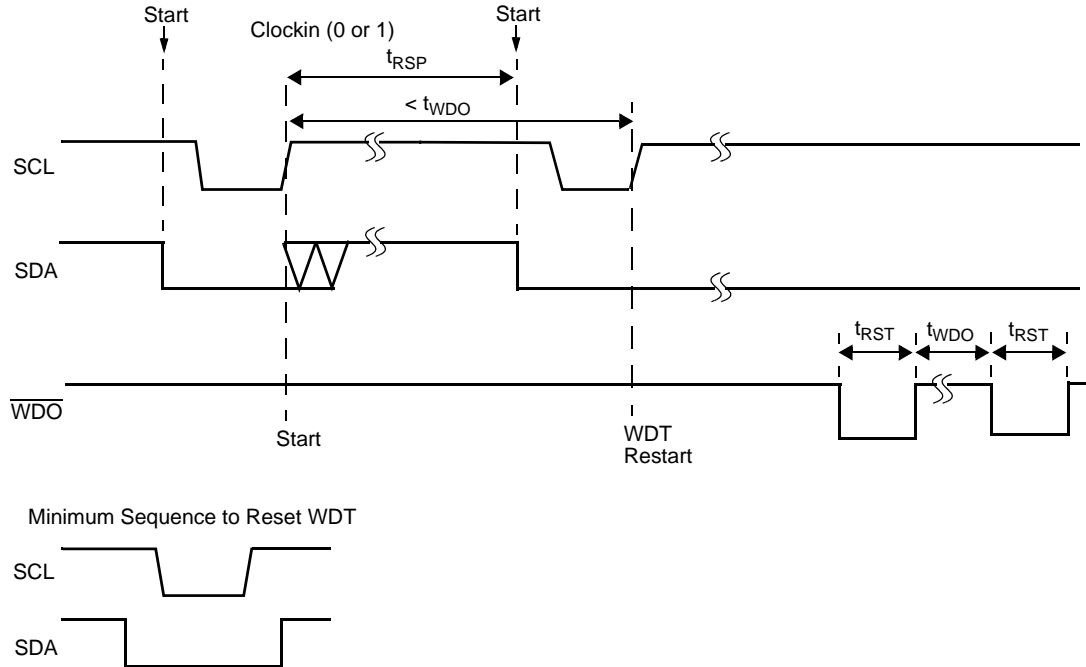 Start
Start
Clockin (0 or 1)
tRSP
< tWDO
SCL
SDA
tRST
tWDO
tRST
WDO
Start
WDT
Restart
Minimum Sequence to Reset WDT
SCL
SDA